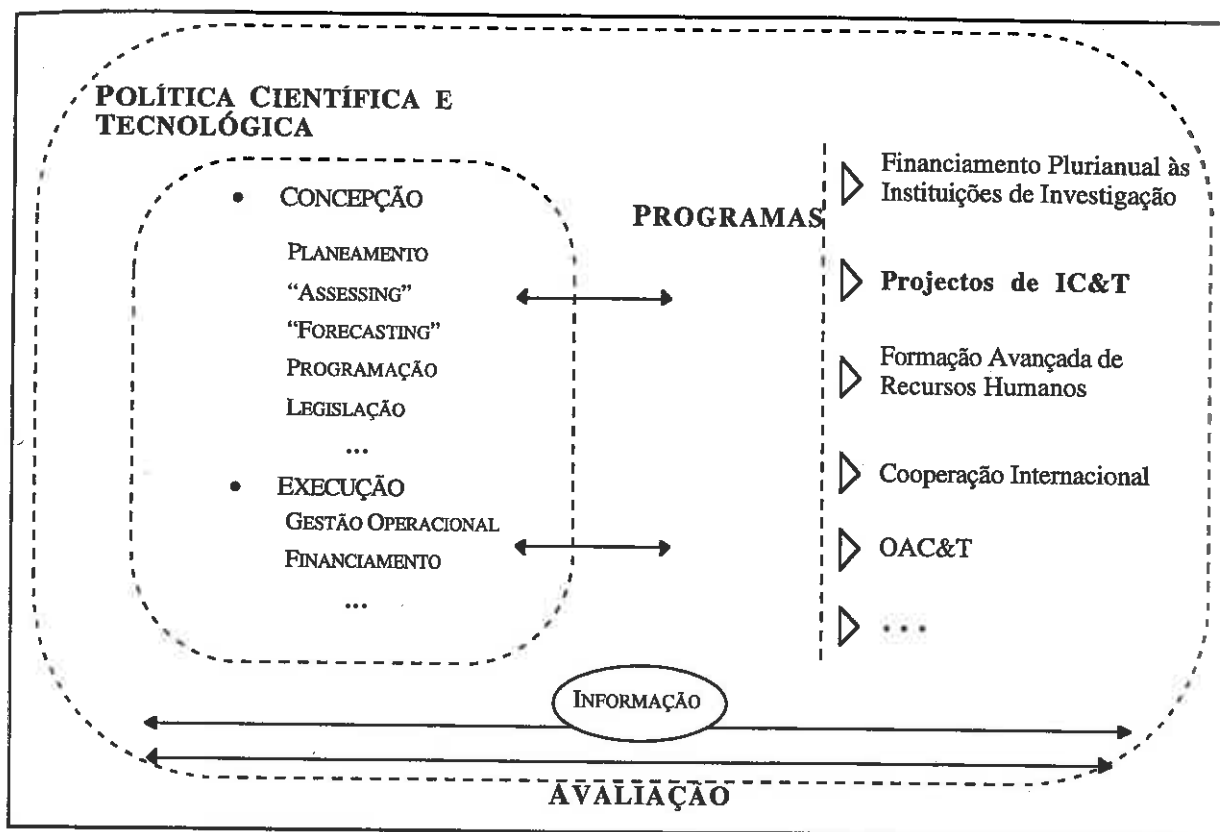 POLÍTICA CIENTÍFICA E
TECNOLÓGICA
• CONCEPÇÃO
PLANEAMENTO
“ASSESSING”
“FORECASTING”
PROGRAMAÇÃO
LEGISLAÇÃO
...
• EXECUÇÃO
GESTÃO OPERACIONAL
FINANCIAMENTO
...
PROGRAMAS
Financiamento Plurianual às
Instituições de Investigação
Projectos de IC&T
Formação Avançada de
Recursos Humanos
Cooperação Internacional
OAC&T
...
INFORMAÇÃO
AVALIAÇÃO